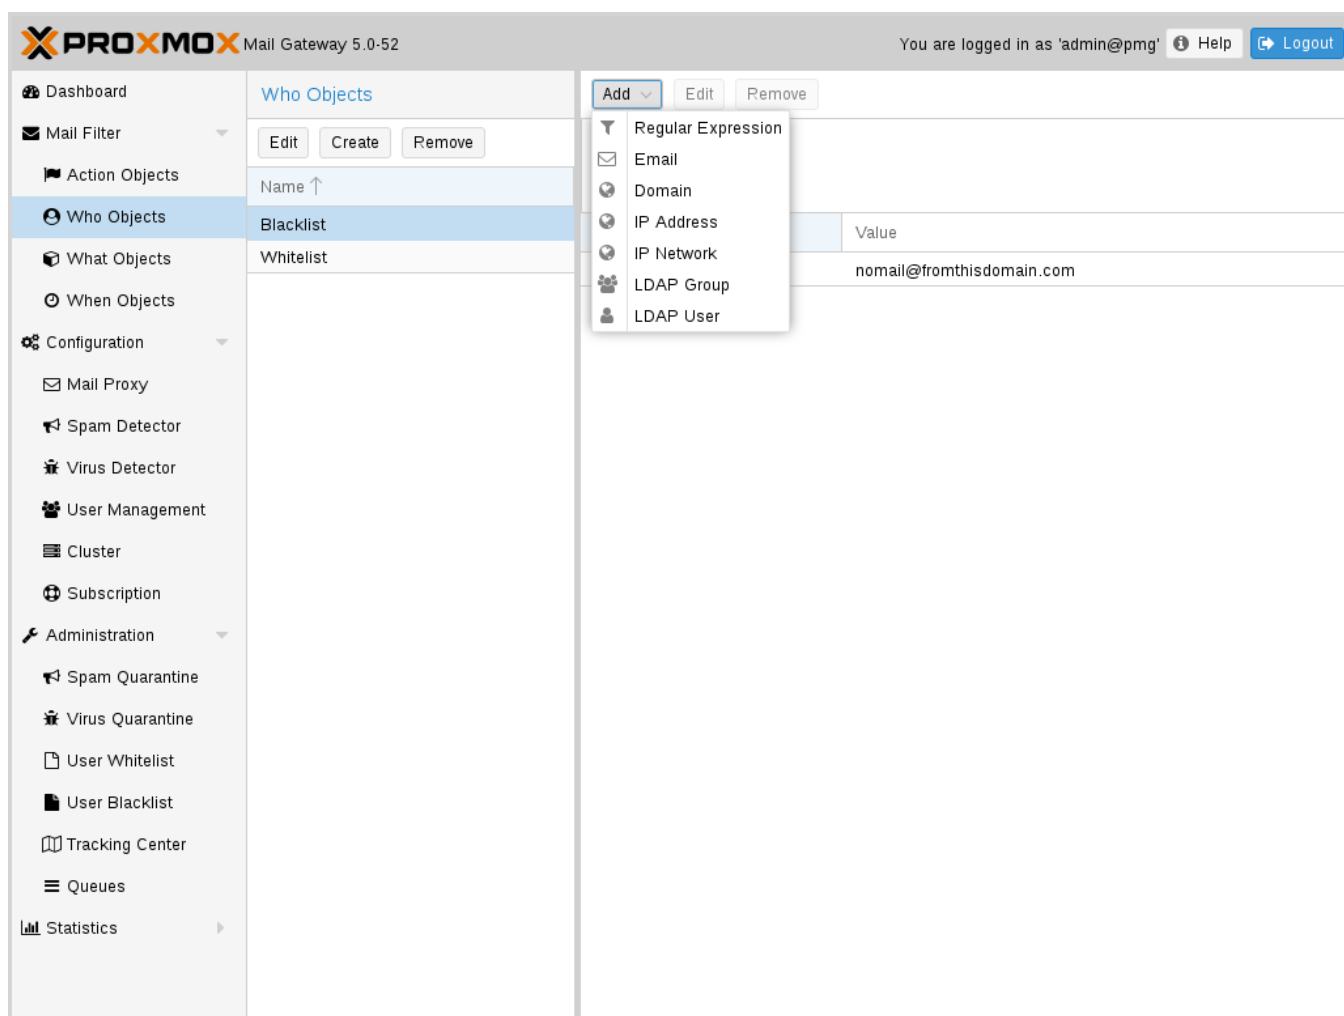 PROXMOX Mail Gateway 5.0-52
You are logged in as 'admin@pmg' Help Logout
Dashboard
Mail Filter
Action Objects
Who Objects
What Objects
When Objects
Configuration
Mail Proxy
Spam Detector
Virus Detector
User Management
Cluster
Subscription
Administration
Spam Quarantine
Virus Quarantine
User Whitelist
User Blacklist
Tracking Center
Queues
Statistics
Who Objects
Edit Create Remove
Name
Blacklist
Whitelist
Add Edit Remove
Regular Expression
Email
Domain
IP Address
IP Network
LDAP Group
LDAP User
Value
nomail@fromthisdomain.com